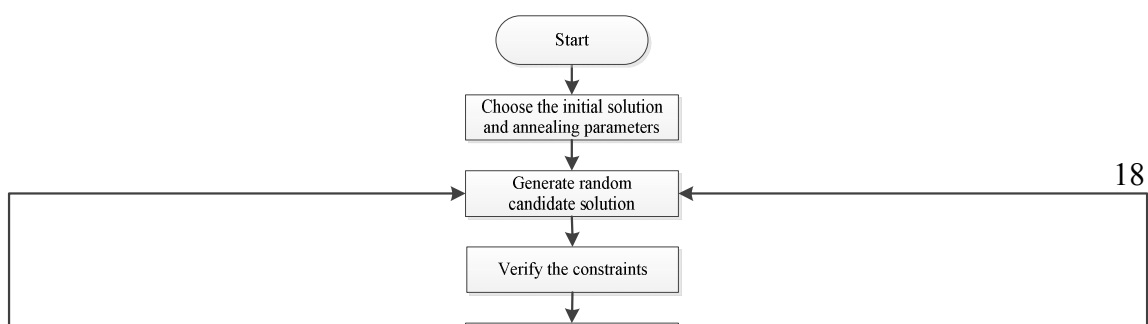 Start
Choose the initial solution
and annealing parameters
Generate random
candidate solution
18
Verify the constraints